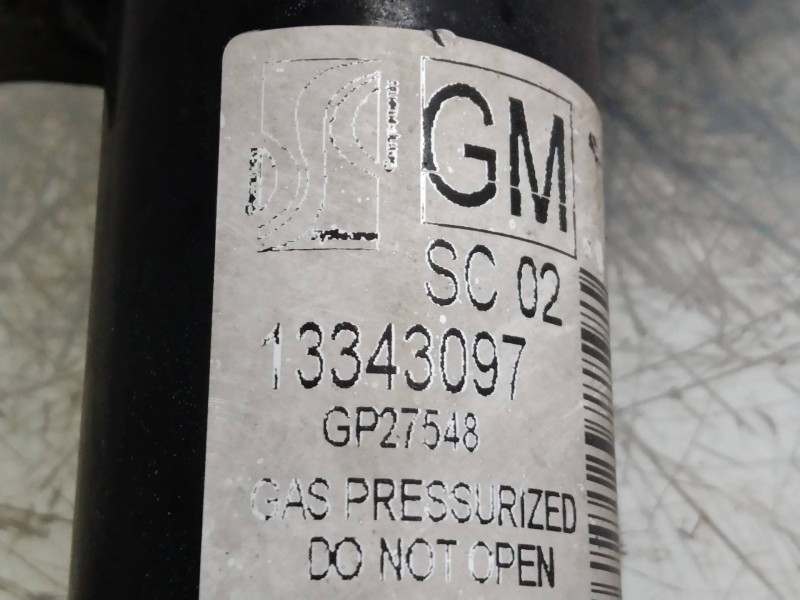 GM
SC 02
13343097
GP27548
GAS PRESSURIZED
DO NOT OPEN